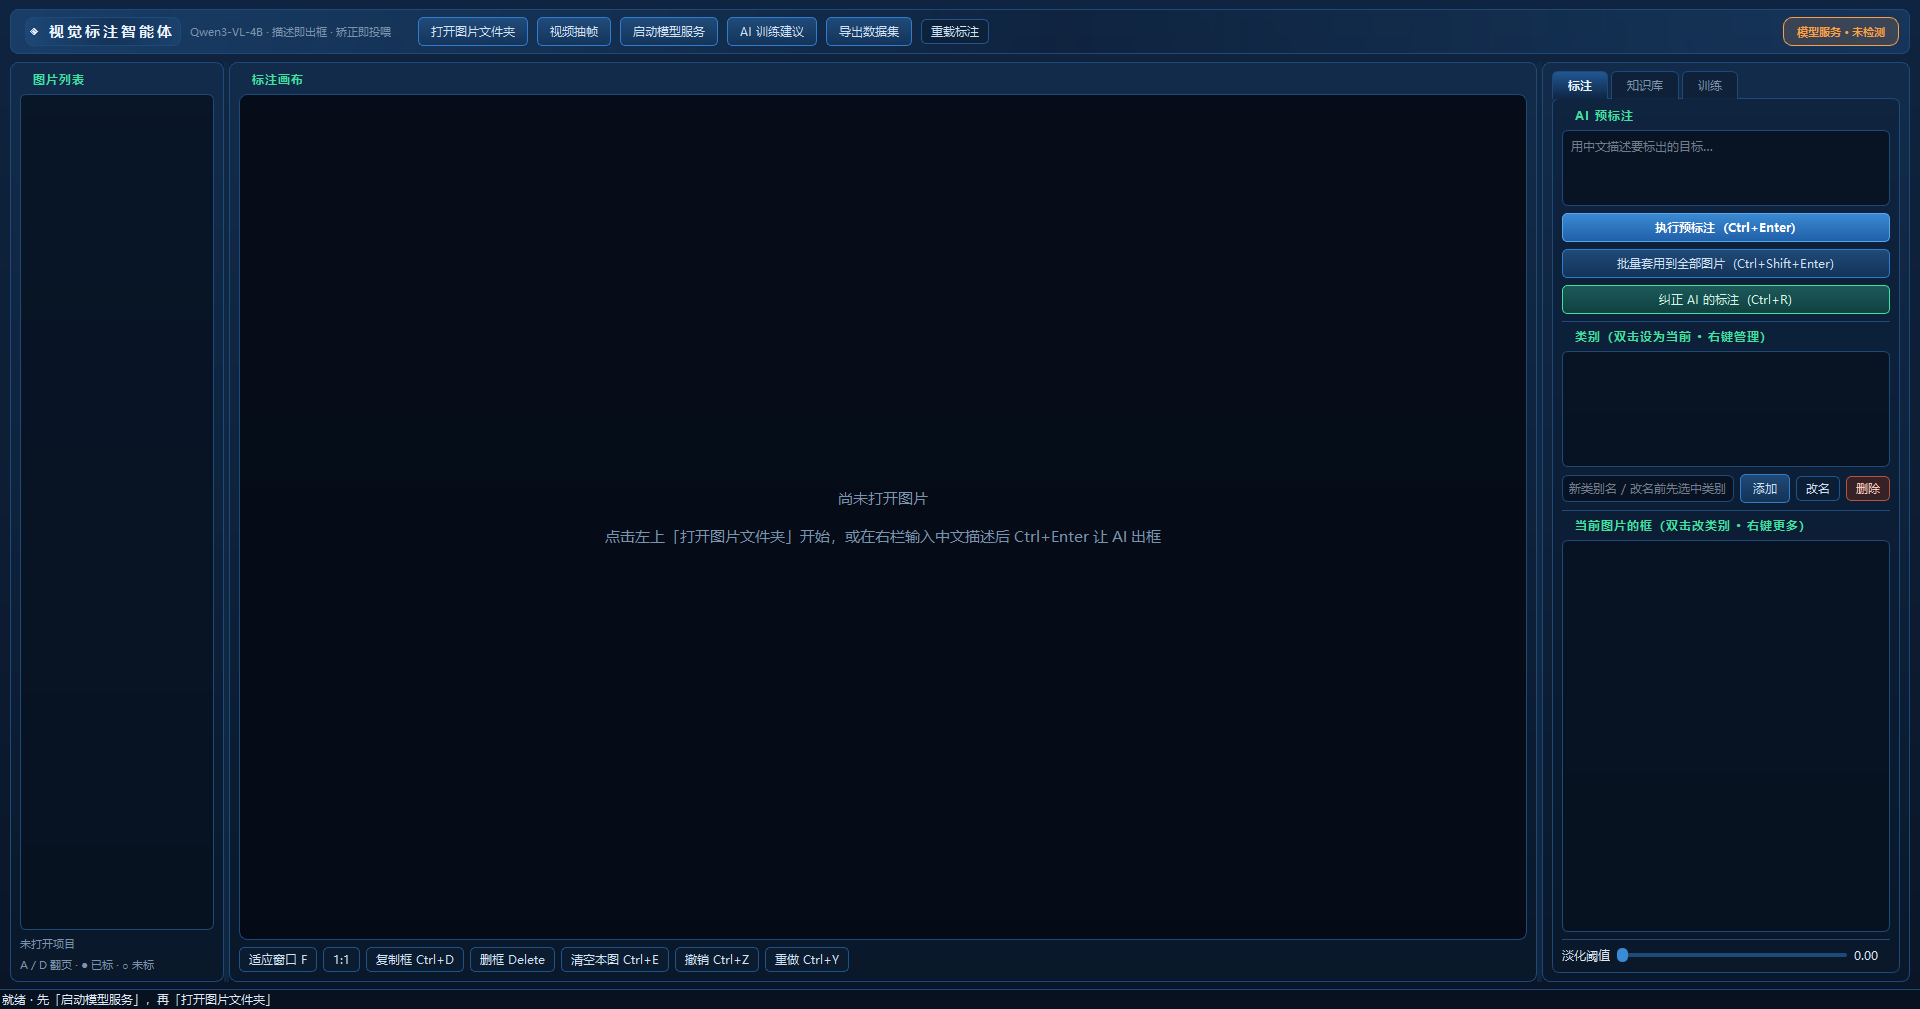 ◈ 视觉标注智能体 Qwen3-VL-4B · 描述即出框 · 矫正即投喂 打开图片文件夹 视频抽帧 启动模型服务 AI 训练建议 导出数据集 重载标注 模型服务 • 未检测
图片列表
未打开项目
A / D 翻页 · ● 已标 · ○ 未标
标注画布
尚未打开图片
点击左上「打开图片文件夹」开始，或在右栏输入中文描述后 Ctrl+Enter 让 AI 出框
适应窗口 F 1:1 复制框 Ctrl+D 删框 Delete 清空本图 Ctrl+E 撤销 Ctrl+Z 重做 Ctrl+Y
标注 知识库 训练
AI 预标注
用中文描述要标出的目标...
执行预标注 (Ctrl+Enter)
批量套用到全部图片 (Ctrl+Shift+Enter)
纠正 AI 的标注 (Ctrl+R)
类别（双击设为当前 • 右键管理）
新类别名 / 改名前先选中类别 添加 改名 删除
当前图片的框（双击改类别 • 右键更多）
淡化阈值 0.00
就绪 · 先「启动模型服务」，再「打开图片文件夹」